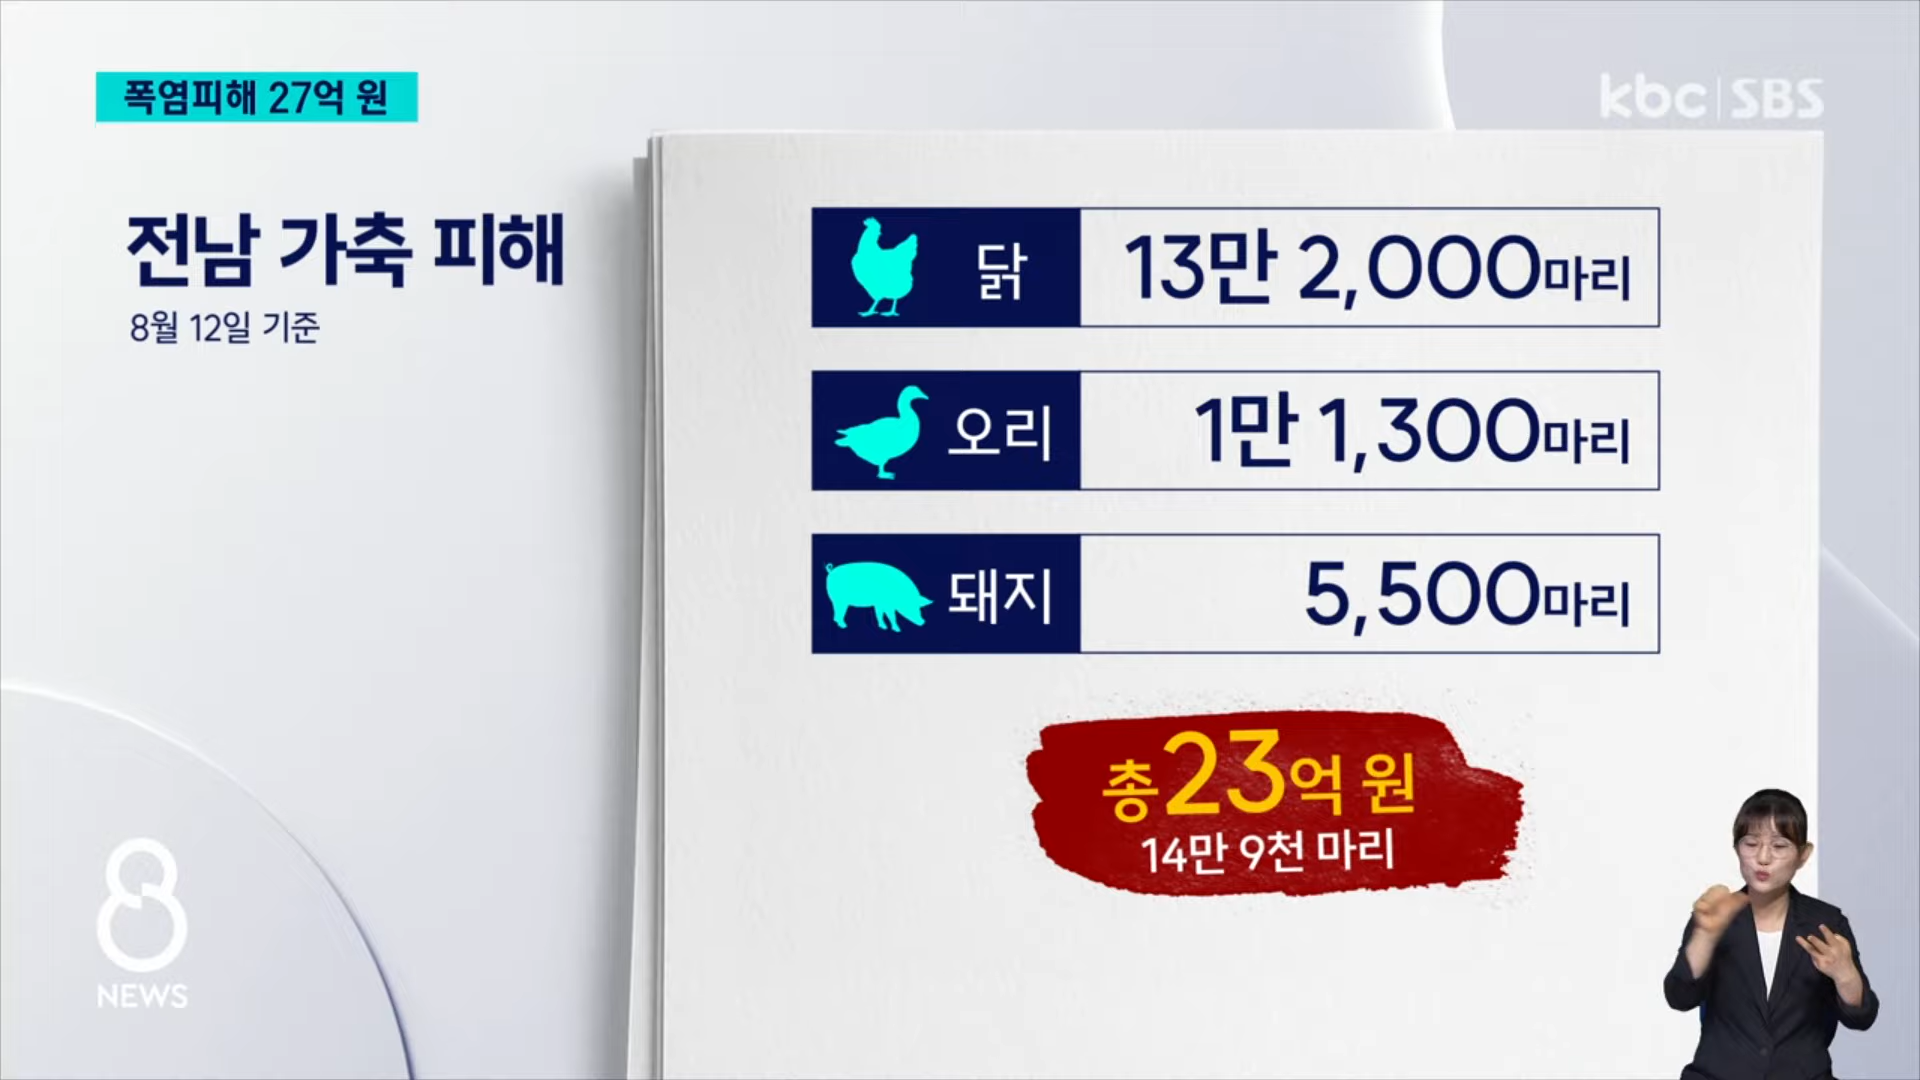 폭염피해 27억 원
kbc SBS
전남 가축 피해
8월 12일 기준
닭 13만 2,000마리
오리 1만 1,300마리
돼지 5,500마리
총 23억 원
14만 9천 마리
8
NEWS